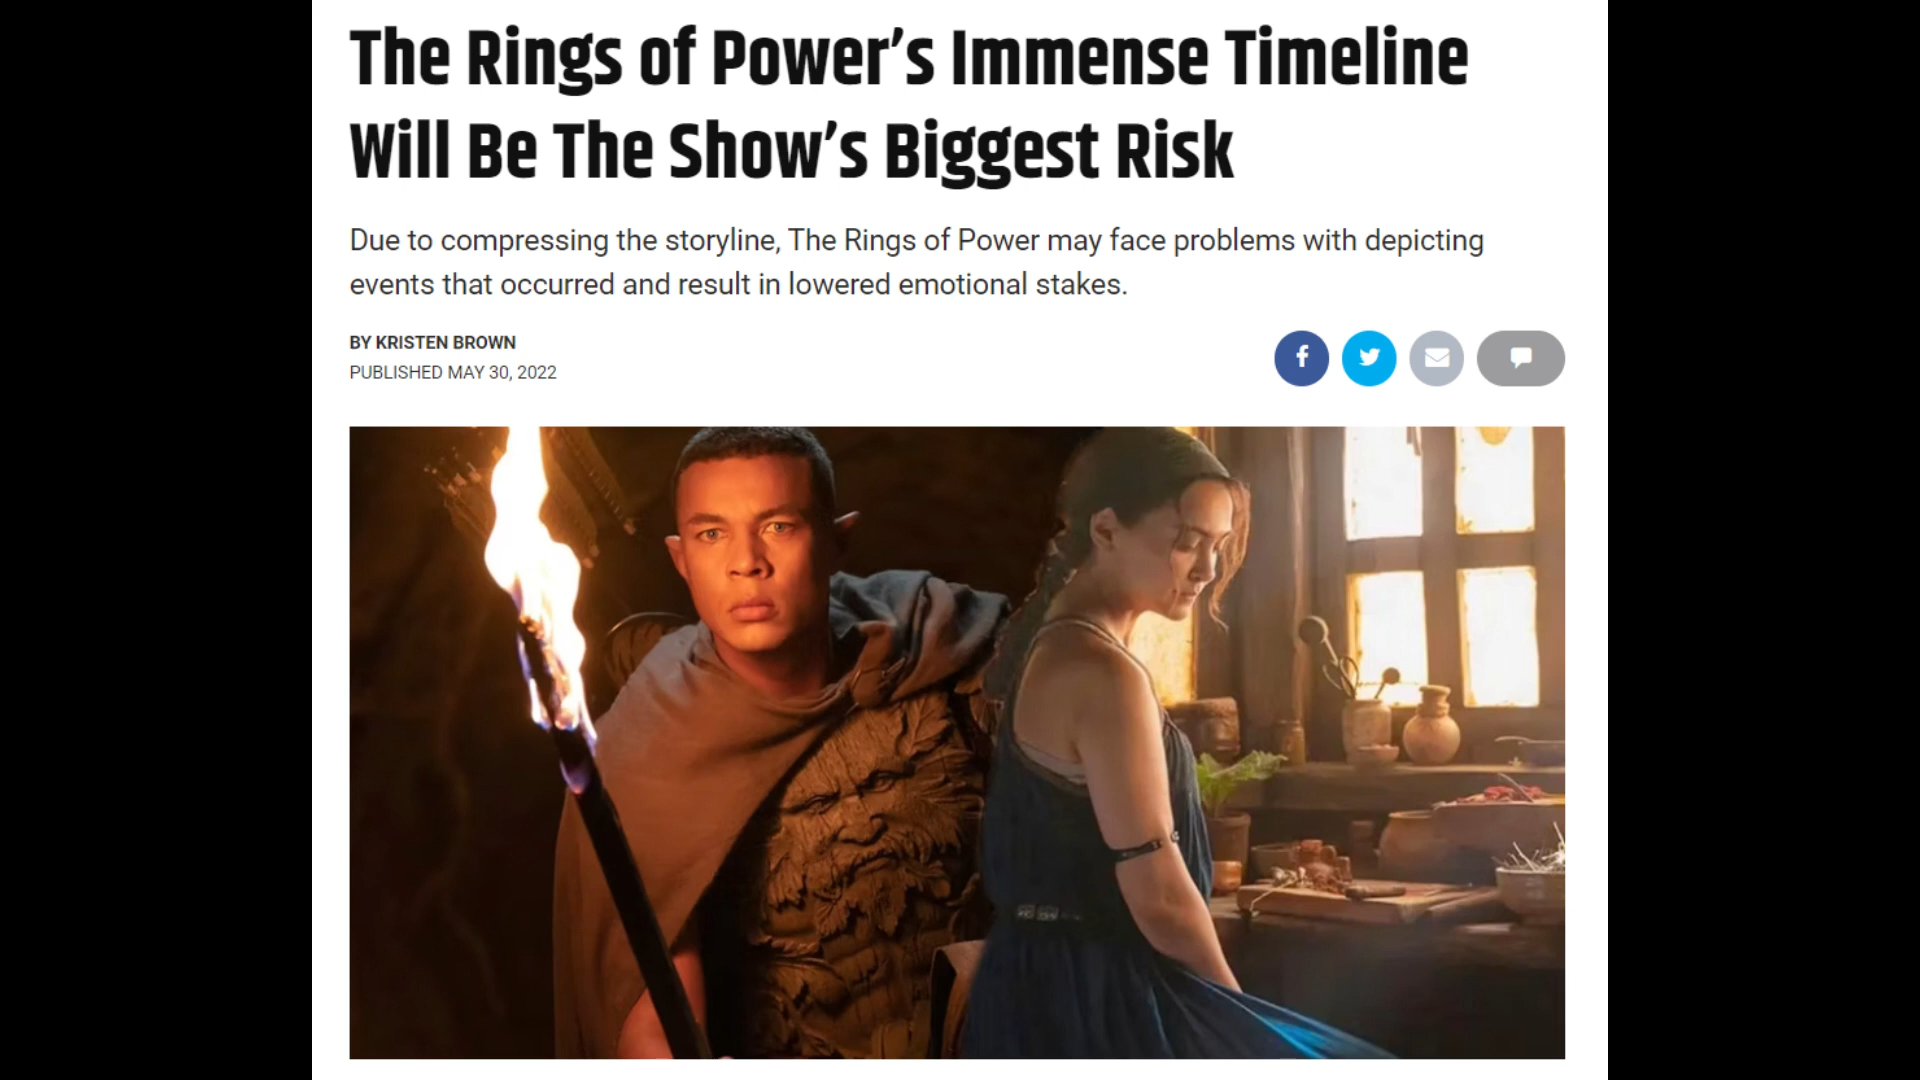 The Rings of Power’s Immense Timeline
Will Be The Show’s Biggest Risk
Due to compressing the storyline, The Rings of Power may face problems with depicting
events that occurred and result in lowered emotional stakes.
BY KRISTEN BROWN
PUBLISHED MAY 30, 2022